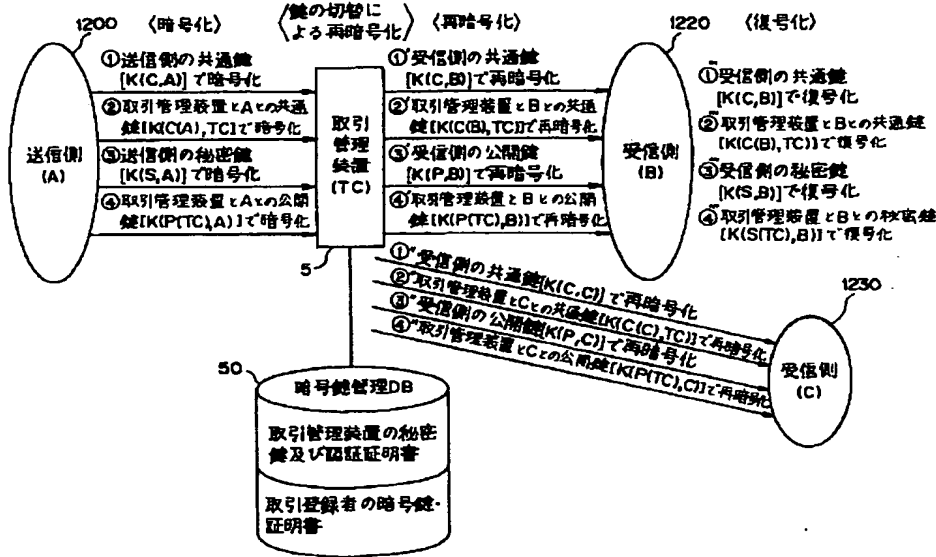 1200
〈暗号化〉
〈鍵の切替に
よる再暗号化〉
〈再暗号化〉
1220
〈復号化〉
送信側
(A)
①送信側の共通鍵
[K(C,A)]で暗号化
②取引管理装置とAとの共通
鍵[K(C(A),TC]で暗号化
③送信側の秘密鍵
[K(S,A)]で暗号化
④取引管理装置とAとの公開
鍵[K(P(TC),A)]で暗号化
取引
管理
装置
(TC)
5
①'受信側の共通鍵
[K(C,B)]で再暗号化
②'取引管理装置とBとの共通
鍵[K(C(B),TC)]で再暗号化
③'受信側の公開鍵
[K(P,B)]で再暗号化
④'取引管理装置とBとの公開
鍵[K(P(TC),B)]で再暗号化
受信側
(B)
①'''受信側の共通鍵
[K(C,B)]で復号化
②'''取引管理装置とBとの共通鍵
[K(C(B),TC)]で復号化
③'''受信側の秘密鍵
[K(S,B)]で復号化
④'''取引管理装置とBとの秘密鍵
[K(S(TC),B)]で復号化
①''受信側の共通鍵[K(C,C)]で再暗号化
②''取引管理装置とCとの共通鍵[K(C(C),TC)]で再暗号化
③''受信側の公開鍵[K(P,C)]で再暗号化
④''取引管理装置とCとの公開鍵[K(P(TC),C)]で再暗号化
1230
受信側
(C)
50
暗号鍵管理DB
取引管理装置の秘密
鍵及び認証証明書
取引登録者の暗号鍵・
証明書